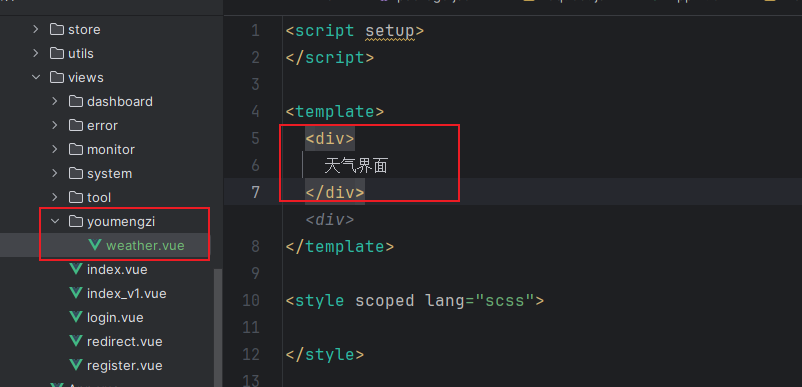 store
utils
views
dashboard
error
monitor
system
tool
youmengzi
weather.vue
index.vue
index_v1.vue
login.vue
redirect.vue
register.vue
1 <script setup>
2 </script>
3
4 <template>
5 <div>
6 天气界面
7 </div>
<div>
8 </template>
9
10 <style scoped lang="scss">
11
12 </style>
13